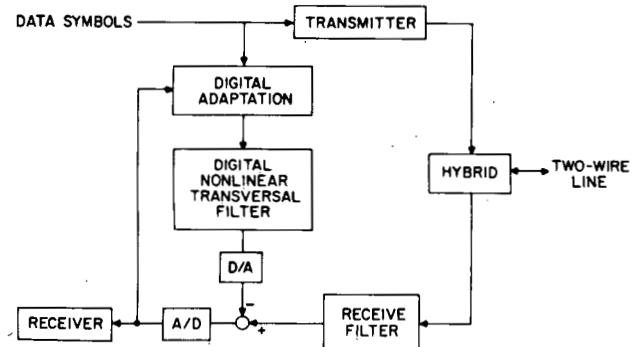 DATA SYMBOLS
TRANSMITTER
DIGITAL
ADAPTATION
DIGITAL
NONLINEAR
TRANSVERSAL
FILTER
HYBRID
TWO-WIRE
LINE
D/A
-
+
RECEIVER
A/D
RECEIVE
FILTER